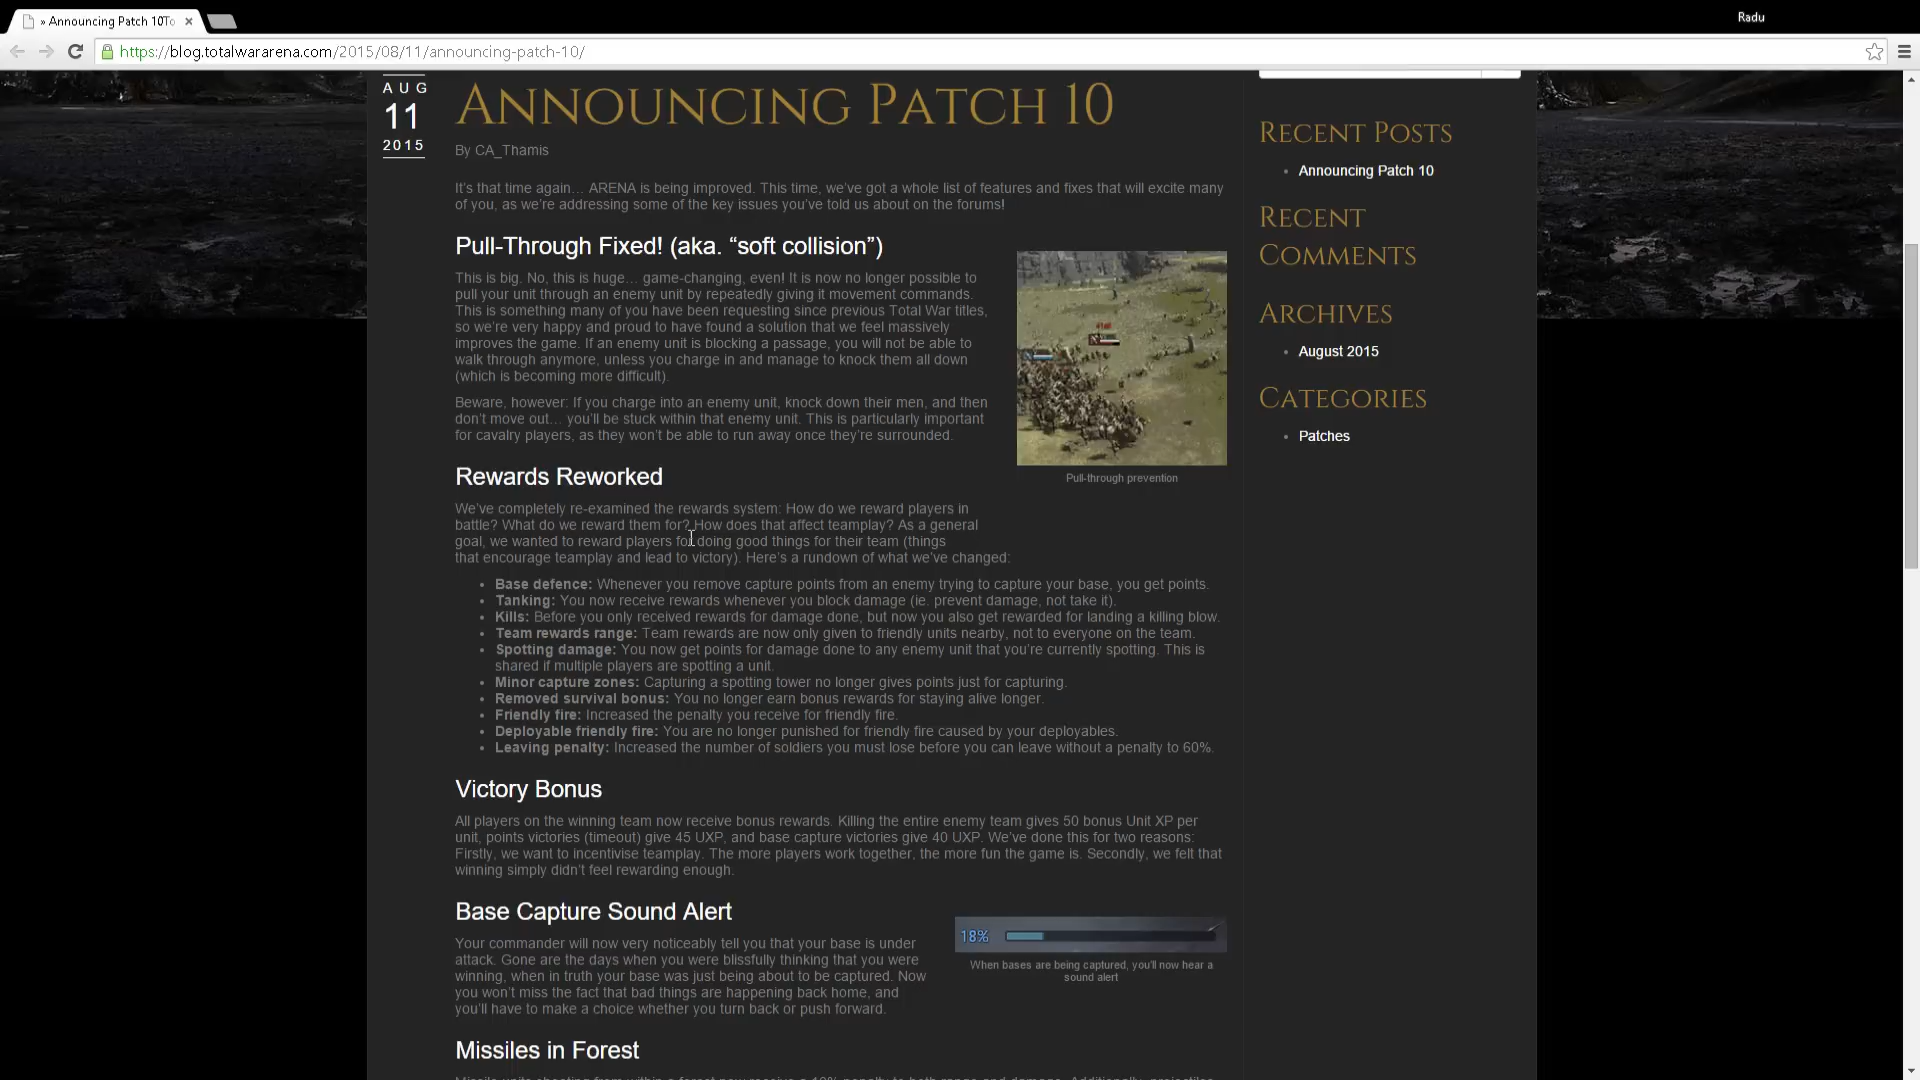 » Announcing Patch 10To
Radu
https://blog.totalwararena.com/2015/08/11/announcing-patch-10/
AUG
11
2015
ANNOUNCING PATCH 10
By CA_Thamis
It's that time again… ARENA is being improved. This time, we've got a whole list of features and fixes that will excite many
of you, as we're addressing some of the key issues you've told us about on the forums!
Pull-Through Fixed! (aka. “soft collision”)
This is big. No, this is huge… game-changing, even! It is now no longer possible to
pull your unit through an enemy unit by repeatedly giving it movement commands.
This is something many of you have been requesting since previous Total War titles,
so we're very happy and proud to have found a solution that we feel massively
improves the game. If an enemy unit is blocking a passage, you will not be able to
walk through anymore, unless you charge in and manage to knock them all down
(which is becoming more difficult).
Beware, however: If you charge into an enemy unit, knock down their men, and then
don't move out… you'll be stuck within that enemy unit. This is particularly important
for cavalry players, as they won't be able to run away once they're surrounded.
Pull-through prevention
Rewards Reworked
We've completely re-examined the rewards system: How do we reward players in
battle? What do we reward them for? How does that affect teamplay? As a general
goal, we wanted to reward players for doing good things for their team (things
that encourage teamplay and lead to victory). Here's a rundown of what we've changed:
• Base defence: Whenever you remove capture points from an enemy trying to capture your base, you get points.
• Tanking: You now receive rewards whenever you block damage (ie. prevent damage, not take it).
• Kills: Before you only received rewards for damage done, but now you also get rewarded for landing a killing blow.
• Team rewards range: Team rewards are now only given to friendly units nearby, not to everyone on the team.
• Spotting damage: You now get points for damage done to any enemy unit that you're currently spotting. This is
shared if multiple players are spotting a unit.
• Minor capture zones: Capturing a spotting tower no longer gives points just for capturing.
• Removed survival bonus: You no longer earn bonus rewards for staying alive longer.
• Friendly fire: Increased the penalty you receive for friendly fire.
• Deployable friendly fire: You are no longer punished for friendly fire caused by your deployables.
• Leaving penalty: Increased the number of soldiers you must lose before you can leave without a penalty to 60%.
Victory Bonus
All players on the winning team now receive bonus rewards. Killing the entire enemy team gives 50 bonus Unit XP per
unit, points victories (timeout) give 45 UXP, and base capture victories give 40 UXP. We've done this for two reasons:
Firstly, we want to incentivise teamplay. The more players work together, the more fun the game is. Secondly, we felt that
winning simply didn't feel rewarding enough.
Base Capture Sound Alert
Your commander will now very noticeably tell you that your base is under
attack. Gone are the days when you were blissfully thinking that you were
winning, when in truth your base was just being about to be captured. Now
you won't miss the fact that bad things are happening back home, and
you'll have to make a choice whether you turn back or push forward.
18%
When bases are being captured, you'll now hear a
sound alert
Missiles in Forest
RECENT POSTS
• Announcing Patch 10
RECENT
COMMENTS
ARCHIVES
• August 2015
CATEGORIES
• Patches